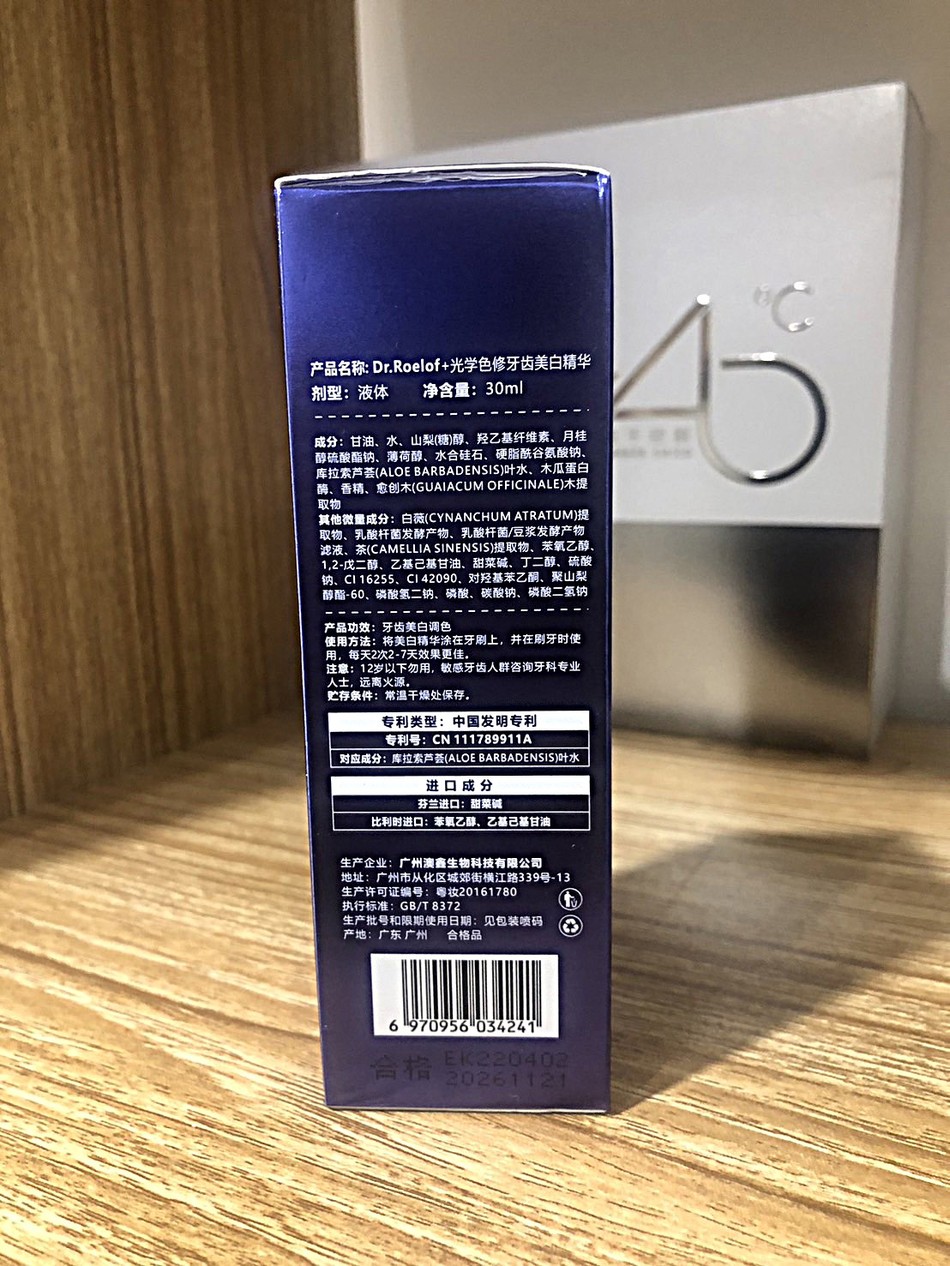 产品名称: Dr.Roelof+光学色修牙齿美白精华
剂型：液体 净含量：30ml
成分：甘油、水、山梨(糖)醇、羟乙基纤维素、月桂
醇硫酸酯钠、薄荷醇、水合硅石、硬脂酰谷氨酸钠、
库拉索芦荟(ALOE BARBADENSIS)叶水、木瓜蛋白
酶、香精、愈创木(GUAIACUM OFFICINALE)木提
取物
其他微量成分：白薇(CYNANCHUM ATRATUM)提
取物、乳酸杆菌发酵产物、乳酸杆菌/豆浆发酵产物
滤液、茶(CAMELLIA SINENSIS)提取物、苯氧乙醇、
1,2-戊二醇、乙基己基甘油、甜菜碱、丁二醇、硫酸
钠、CI 16255、CI 42090、对羟基苯乙酮、聚山梨
醇酯-60、磷酸氢二钠、磷酸、碳酸钠、磷酸二氢钠
产品功效：牙齿美白调色
使用方法：将美白精华涂在牙刷上，并在刷牙时使
用，每天2次2-7天效果更佳。
注意：12岁以下勿用，敏感牙齿人群咨询牙科专业
人士，远离火源。
贮存条件：常温干燥处保存。
专利类型：中国发明专利
专利号：CN 111789911A
对应成分：库拉索芦荟(ALOE BARBADENSIS)叶水
进口成分
芬兰进口：甜菜碱
比利时进口：苯氧乙醇、乙基己基甘油
生产企业：广州澳鑫生物科技有限公司
地址：广州市从化区城郊街横江路339号-13
生产许可证编号：粤妆20161780
执行标准：GB/T 8372
生产批号和限期使用日期：见包装喷码
产地：广东 广州 合格品
6 970956 034241
合格 EK220402
20261121
°C